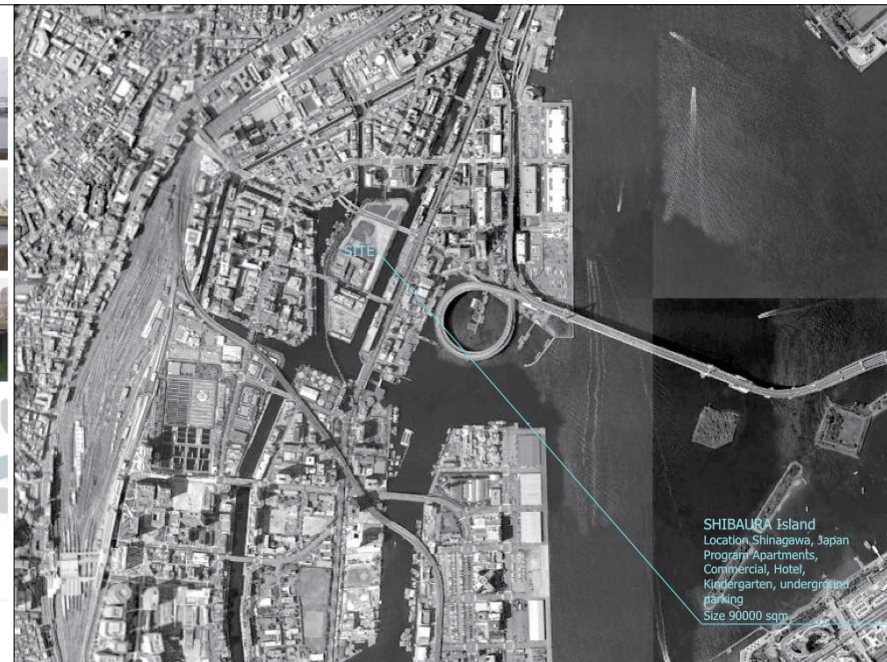 SITE
SHIBAURA Island
Location Shinagawa, Japan
Program Apartments,
Commercial, Hotel,
Kindergarten, underground
parking
Size 90000 sqm